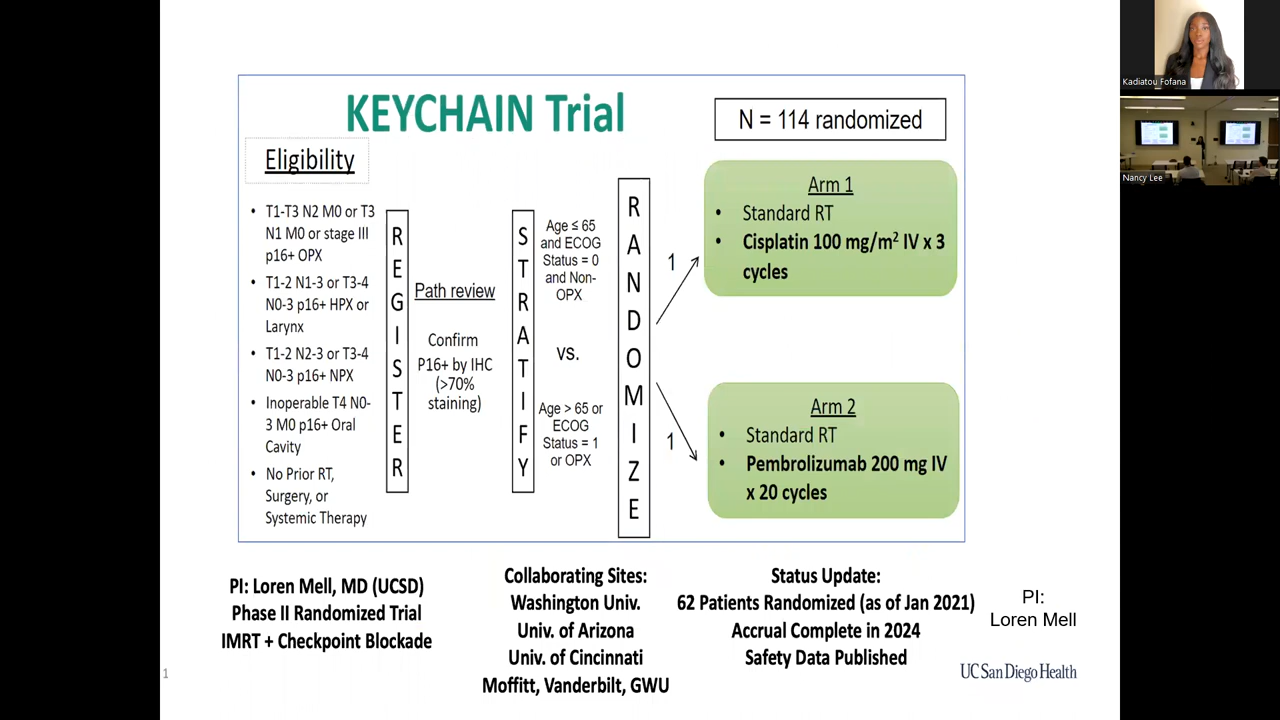 KEYCHAIN Trial
N = 114 randomized
Eligibility
• T1-T3 N2 M0 or T3
N1 M0 or stage III
p16+ OPX
• T1-2 N1-3 or T3-4
N0-3 p16+ HPX or
Larynx
• T1-2 N2-3 or T3-4
N0-3 p16+ NPX
• Inoperable T4 N0-
3 M0 p16+ Oral
Cavity
• No Prior RT,
Surgery, or
Systemic Therapy
REGISTER
Path review
Confirm
P16+ by IHC
(>70%
staining)
STRATIFY
Age ≤ 65
and ECOG
Status = 0
and Non-
OPX
vs.
Age > 65 or
ECOG
Status = 1
or OPX
RANDOMIZE
1
1
Arm 1
• Standard RT
• Cisplatin 100 mg/m² IV x 3
cycles
Arm 2
• Standard RT
• Pembrolizumab 200 mg IV
x 20 cycles
PI: Loren Mell, MD (UCSD)
Phase II Randomized Trial
IMRT + Checkpoint Blockade
Collaborating Sites:
Washington Univ.
Univ. of Arizona
Univ. of Cincinnati
Moffitt, Vanderbilt, GWU
Status Update:
62 Patients Randomized (as of Jan 2021)
Accrual Complete in 2024
Safety Data Published
PI:
Loren Mell
1
UC San Diego Health
Kadiatou Fofana
Nancy Lee